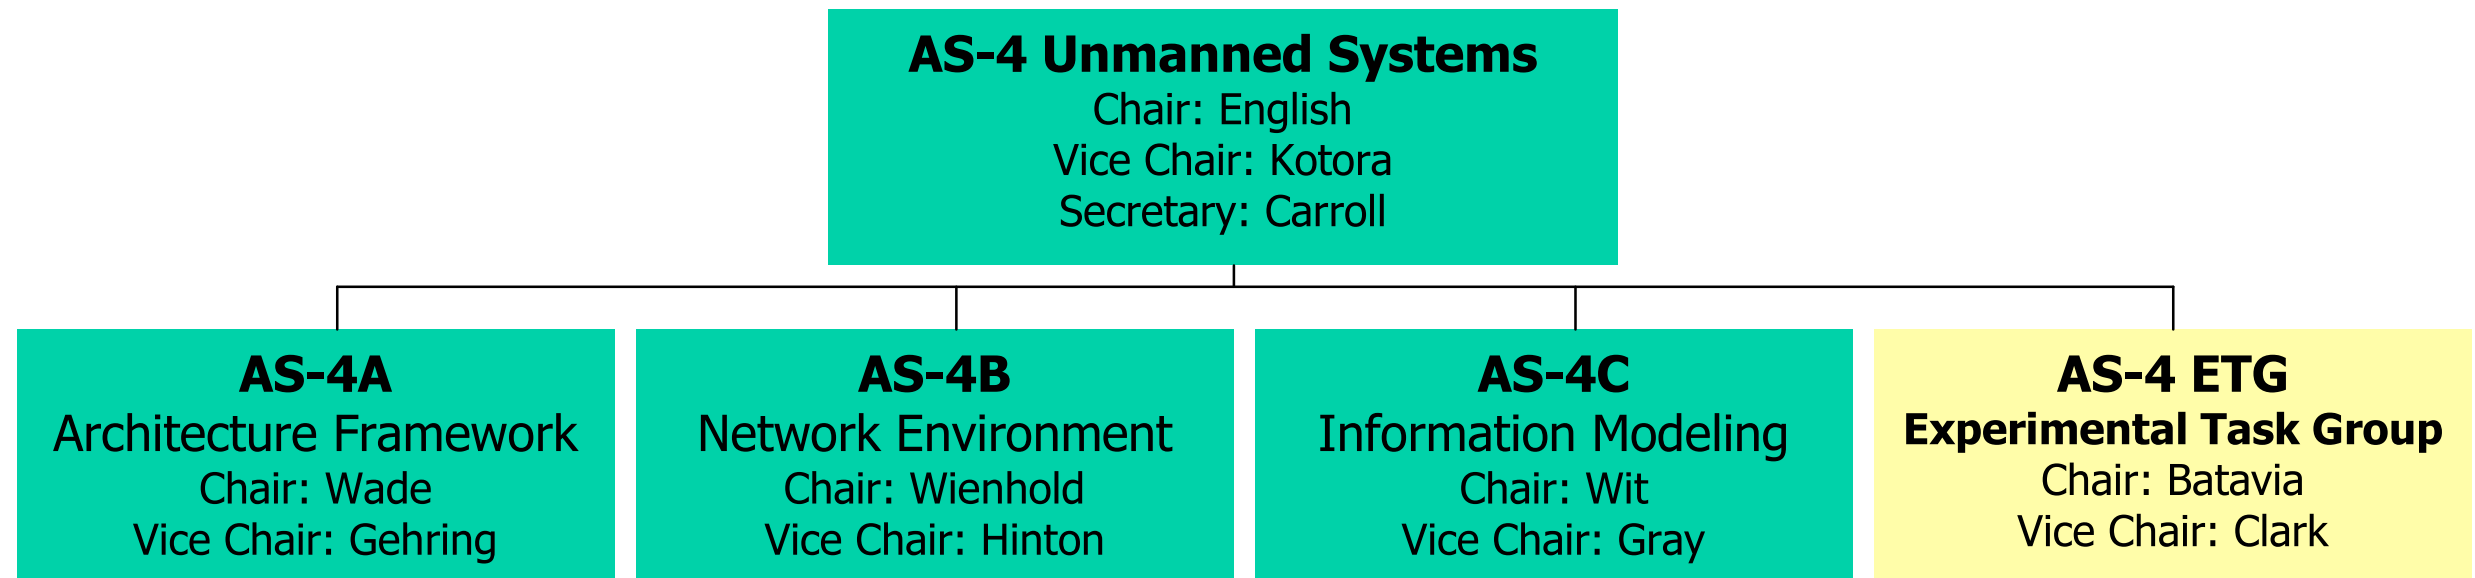 AS-4 Unmanned Systems
Chair: English
Vice Chair: Kotora
Secretary: Carroll
AS-4A
Architecture Framework
Chair: Wade
Vice Chair: Gehring
AS-4B
Network Environment
Chair: Wienhold
Vice Chair: Hinton
AS-4C
Information Modeling
Chair: Wit
Vice Chair: Gray
AS-4 ETG
Experimental Task Group
Chair: Batavia
Vice Chair: Clark